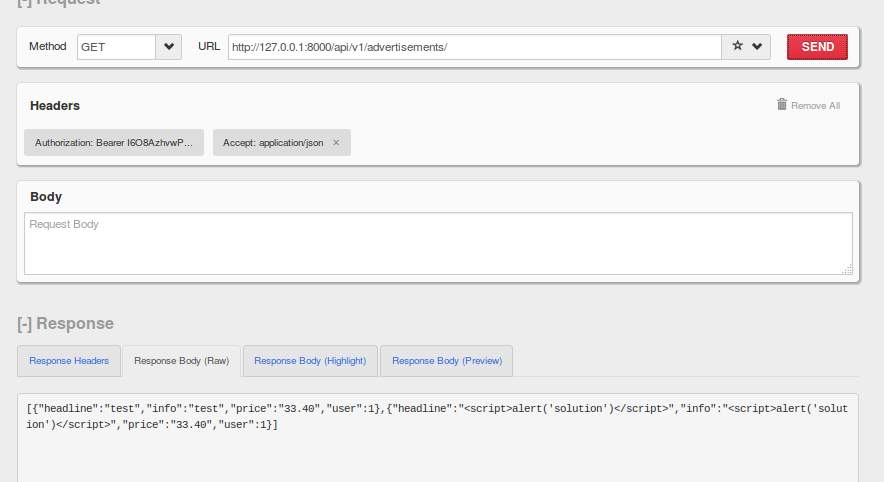 [-] Request
Method GET URL http://127.0.0.1:8000/api/v1/advertisements/ SEND
Headers Remove All
Authorization: Bearer I6O8AzhvwP... Accept: application/json ×
Body
Request Body
[-] Response
Response Headers Response Body (Raw) Response Body (Highlight) Response Body (Preview)
[{"headline":"test","info":"test","price":"33.40","user":1},{"headline":"<script>alert('solution')</script>","info":"<script>alert('solut
ion')</script>","price":"33.40","user":1}]